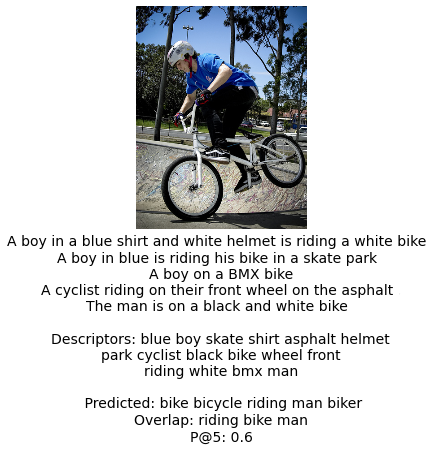 A boy in a blue shirt and white helmet is riding a white bike
A boy in blue is riding his bike in a skate park
A boy on a BMX bike
A cyclist riding on their front wheel on the asphalt
The man is on a black and white bike
Descriptors: blue boy skate shirt asphalt helmet
park cyclist black bike wheel front
riding white bmx man
Predicted: bike bicycle riding man biker
Overlap: riding bike man
P@5: 0.6